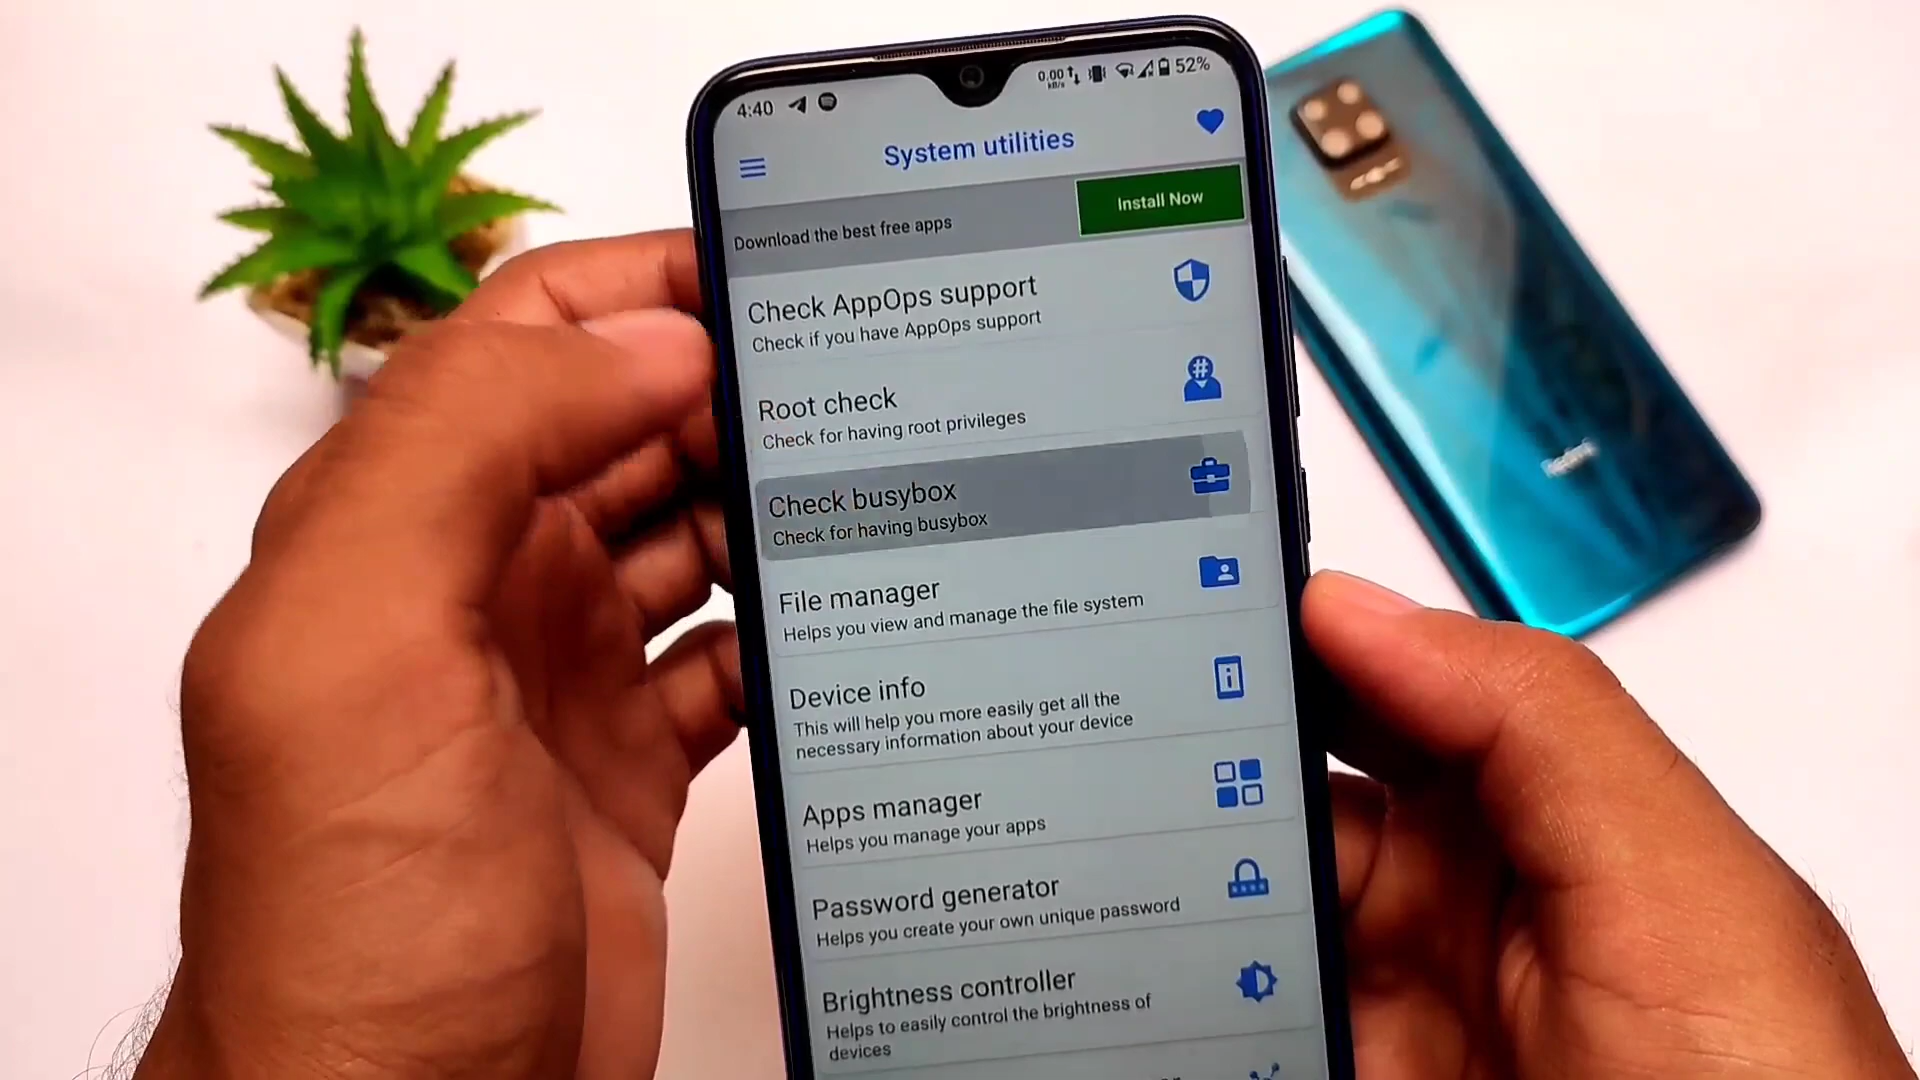 4:40
0.00
kB/s
52%
System utilities
Download the best free apps
Install Now
Check AppOps support
Check if you have AppOps support
Root check
Check for having root privileges
Check busybox
Check for having busybox
File manager
Helps you view and manage the file system
Device info
This will help you more easily get all the
necessary information about your device
Apps manager
Helps you manage your apps
Password generator
Helps you create your own unique password
Brightness controller
Helps to easily control the brightness of
devices
Redmi